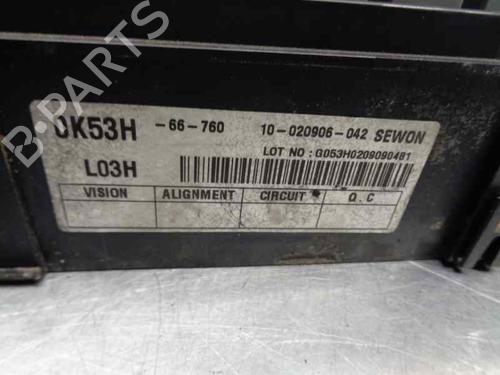 0K53H -66-760 10-020906-042 SEWON
LOT NO : G053H0209090481
L03H
VISION ALIGNMENT CIRCUIT Q.C
B-PARTS